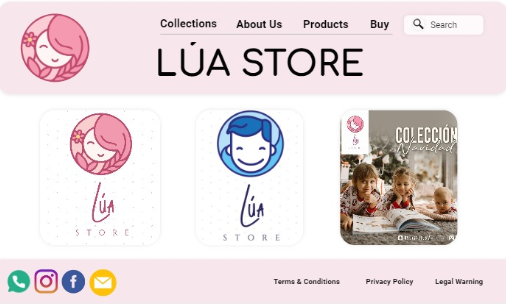 Collections About Us Products Buy Search
LÚA STORE
LÚA
STORE
LÚA
STORE
COLECCIÓN
Navidad
Terms & Conditions Privacy Policy Legal Warning